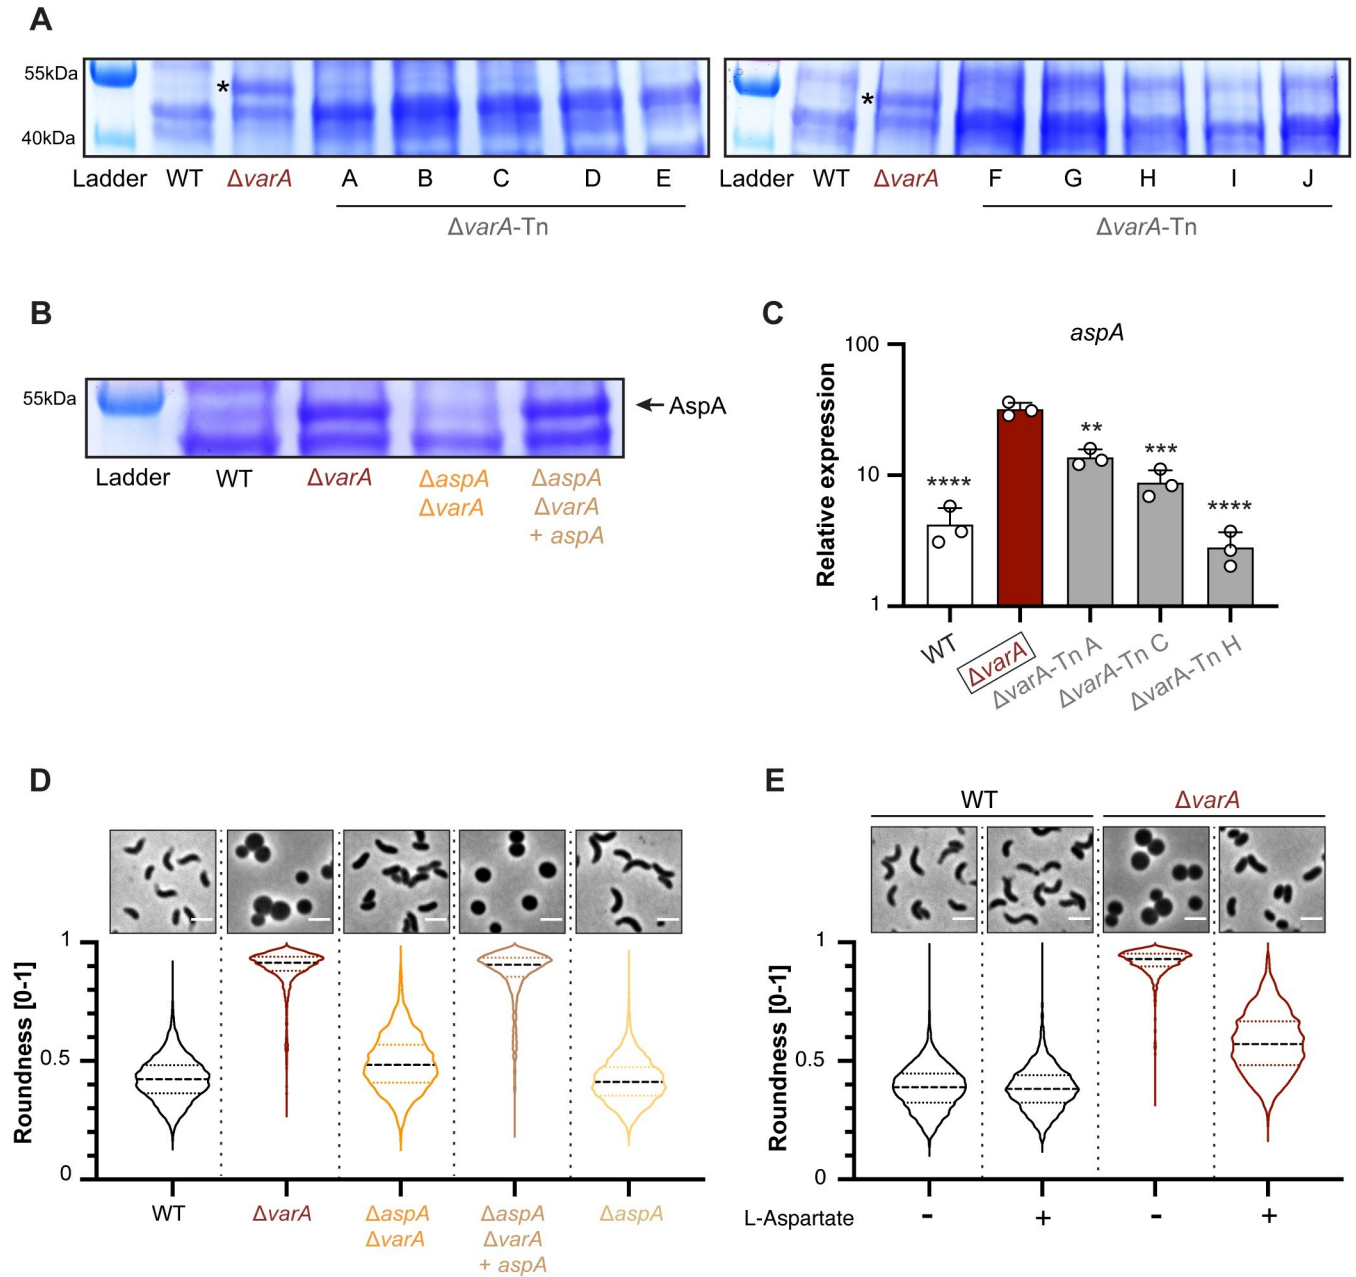 A
55kDa
40kDa
*
*
Ladder WT ΔvarA A B C D E
ΔvarA-Tn
Ladder WT ΔvarA F G H I J
ΔvarA-Tn
B
55kDa
AspA
Ladder WT ΔvarA ΔaspA ΔaspA
ΔvarA ΔvarA
+ aspA
C
aspA
Relative expression
100
10
1
****
**
***
****
WT
ΔvarA
ΔvarA-Tn A
ΔvarA-Tn C
ΔvarA-Tn H
D
Roundness [0-1]
1
0.5
0
WT ΔvarA ΔaspA ΔaspA ΔaspA
ΔvarA ΔvarA
+ aspA
E
WT ΔvarA
Roundness [0-1]
1
0.5
0
L-Aspartate - + - +